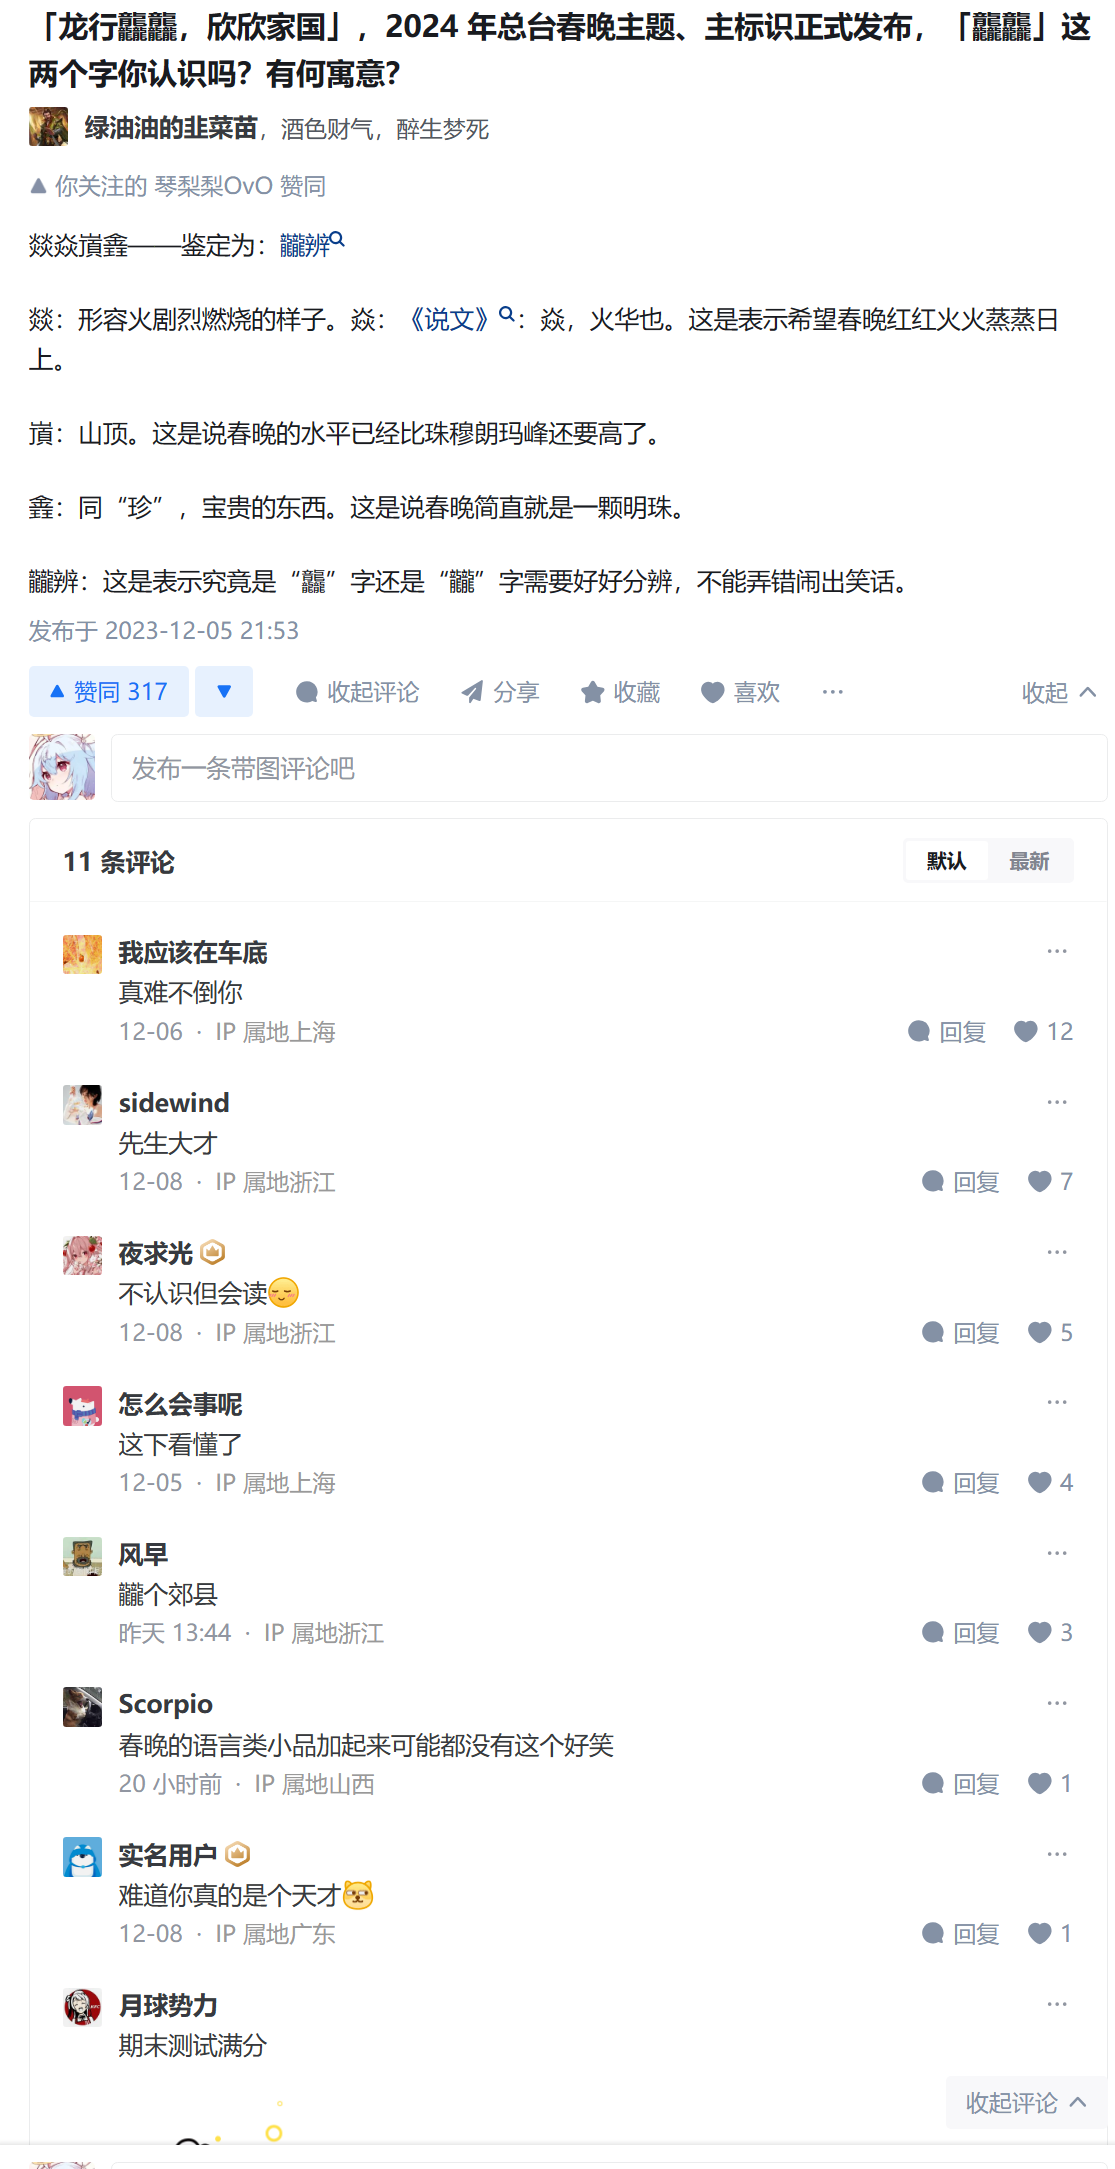 「龙行龘龘，欣欣家国」，2024 年总台春晚主题、主标识正式发布，「龘龘」这
两个字你认识吗？有何寓意？
绿油油的韭菜苗，酒色财气，醉生梦死
你关注的 琴梨梨OvO 赞同
燚焱嵿錱——鉴定为：齉辨
燚：形容火剧烈燃烧的样子。焱：《说文》：焱，火华也。这是表示希望春晚红红火火蒸蒸日
上。
嵿：山顶。这是说春晚的水平已经比珠穆朗玛峰还要高了。
錱：同“珍”，宝贵的东西。这是说春晚简直就是一颗明珠。
齉辨：这是表示究竟是“龘”字还是“齉”字需要好好分辨，不能弄错闹出笑话。
发布于 2023-12-05 21:53
赞同 317 收起评论 分享 收藏 喜欢 ··· 收起
发布一条带图评论吧
11 条评论 默认 最新
我应该在车底 ···
真难不倒你
12-06 · IP 属地上海 回复 12
sidewind ···
先生大才
12-08 · IP 属地浙江 回复 7
夜求光 ···
不认识但会读
12-08 · IP 属地浙江 回复 5
怎么会事呢 ···
这下看懂了
12-05 · IP 属地上海 回复 4
风早 ···
齉个郊县
昨天 13:44 · IP 属地浙江 回复 3
Scorpio ···
春晚的语言类小品加起来可能都没有这个好笑
20 小时前 · IP 属地山西 回复 1
实名用户 ···
难道你真的是个天才
12-08 · IP 属地广东 回复 1
月球势力 ···
期末测试满分
收起评论